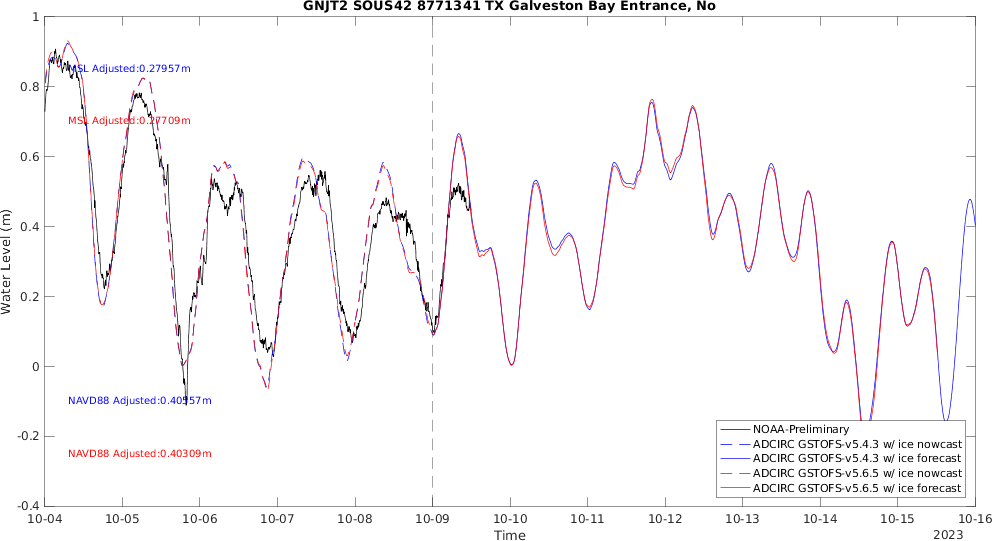 GNJT2 SOUS42 8771341 TX Galveston Bay Entrance, No
Water Level (m)
1
0.8
0.6
0.4
0.2
0
-0.2
-0.4
MSL Adjusted:0.27957m
MSL Adjusted:0.27709m
NAVD88 Adjusted:0.40557m
NAVD88 Adjusted:0.40309m
NOAA-Preliminary
ADCIRC GSTOFS-v5.4.3 w/ ice nowcast
ADCIRC GSTOFS-v5.4.3 w/ ice forecast
ADCIRC GSTOFS-v5.6.5 w/ ice nowcast
ADCIRC GSTOFS-v5.6.5 w/ ice forecast
10-04 10-05 10-06 10-07 10-08 10-09 10-10 10-11 10-12 10-13 10-14 10-15 10-16
Time
2023